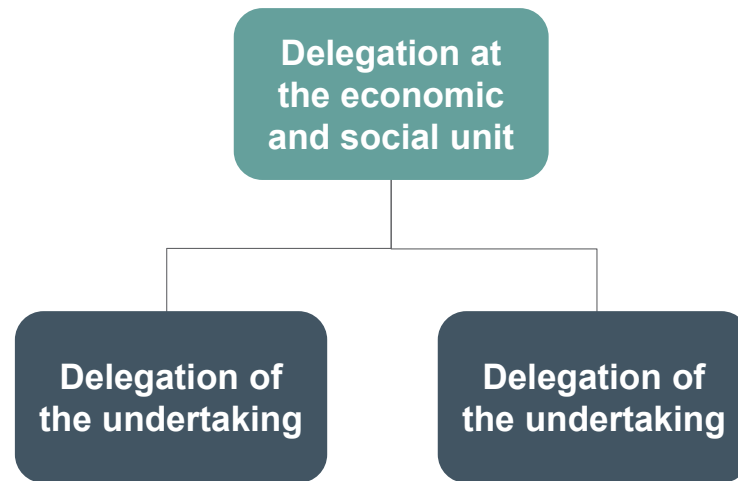 Delegation at
the economic
and social unit
Delegation of
the undertaking
Delegation of
the undertaking